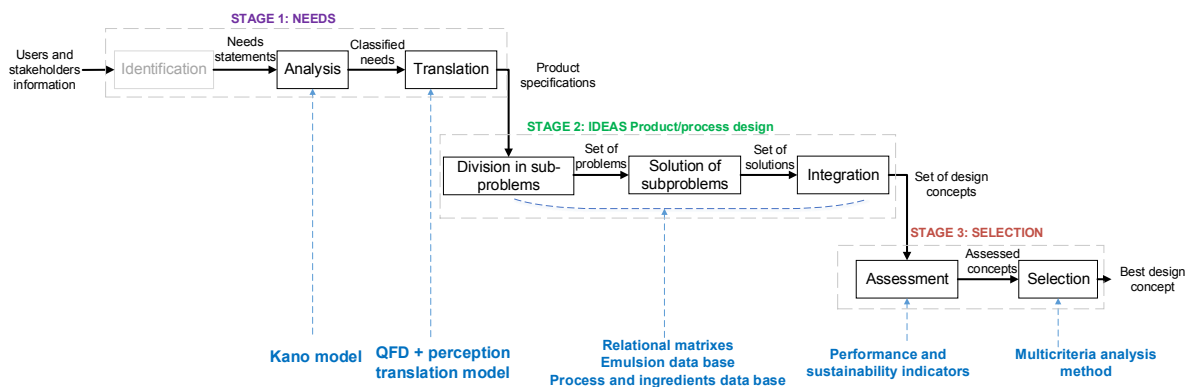 STAGE 1: NEEDS
Users and
stakeholders
information
Identification
Needs
statements
Analysis
Classified
needs
Translation
Product
specifications
STAGE 2: IDEAS Product/process design
Division in sub-
problems
Set of
problems
Solution of
subproblems
Set of
solutions
Integration
Set of design
concepts
STAGE 3: SELECTION
Assessment
Assessed
concepts
Selection
Best design
concept
Kano model
QFD + perception
translation model
Relational matrixes
Emulsion data base
Process and ingredients data base
Performance and
sustainability indicators
Multicriteria analysis
method